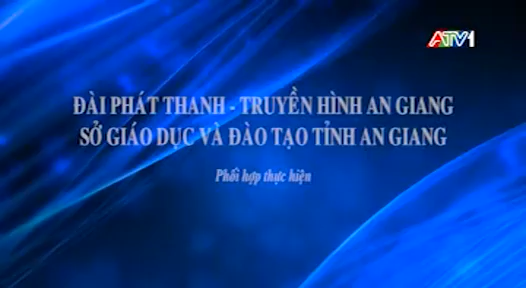 ATV1
ĐÀI PHÁT THANH - TRUYỀN HÌNH AN GIANG
SỞ GIÁO DỤC VÀ ĐÀO TẠO TỈNH AN GIANG
Phối hợp thực hiện